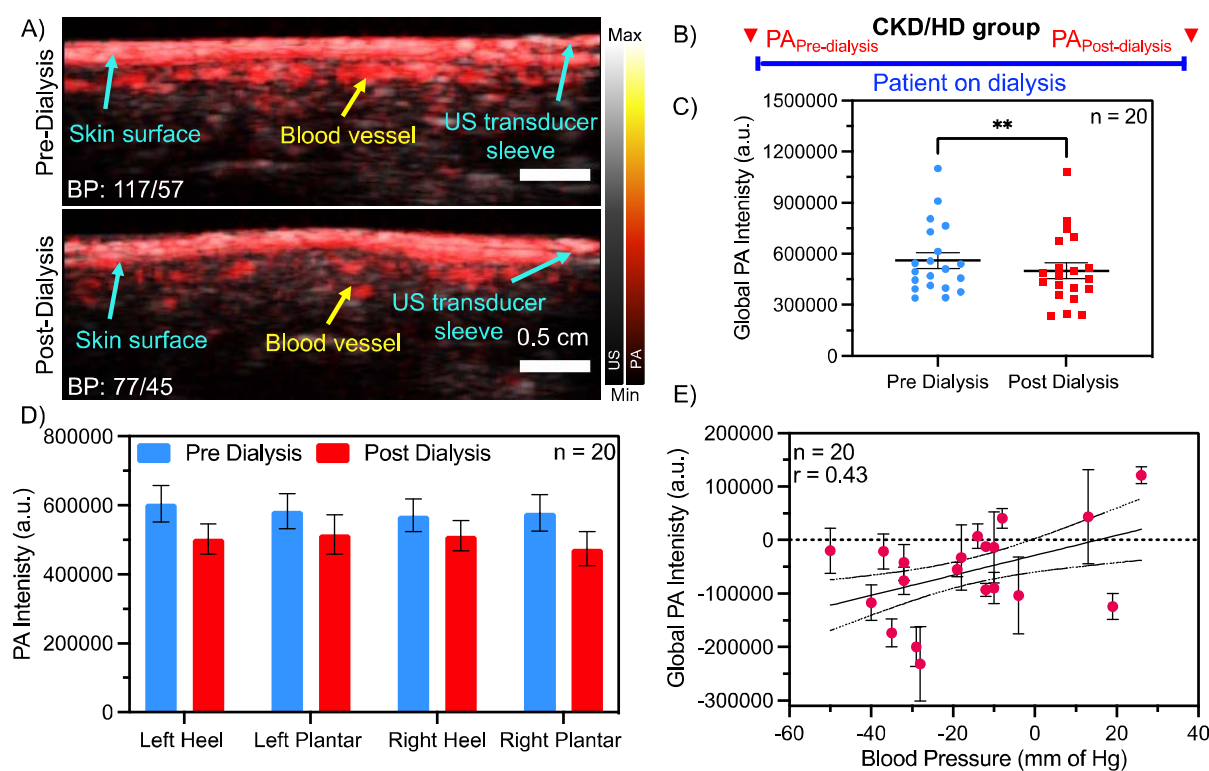 A)
Pre-Dialysis
Skin surface
Blood vessel
US transducer
sleeve
BP: 117/57
Post-Dialysis
Skin surface
Blood vessel
US transducer
sleeve
0.5 cm
BP: 77/45
Max
US
PA
Min
B)
CKD/HD group
PAPre-dialysis
PAPost-dialysis
Patient on dialysis
C)
Global PA Intenisty (a.u.)
1500000
1200000
900000
600000
300000
0
**
n = 20
Pre Dialysis
Post Dialysis
D)
PA Intenisty (a.u.)
800000
600000
400000
200000
0
Pre Dialysis
Post Dialysis
n = 20
Left Heel
Left Plantar
Right Heel
Right Plantar
E)
Global PA Intenisty (a.u.)
200000
100000
0
-100000
-200000
-300000
n = 20
r = 0.43
-60
-40
-20
0
20
40
Blood Pressure (mm of Hg)